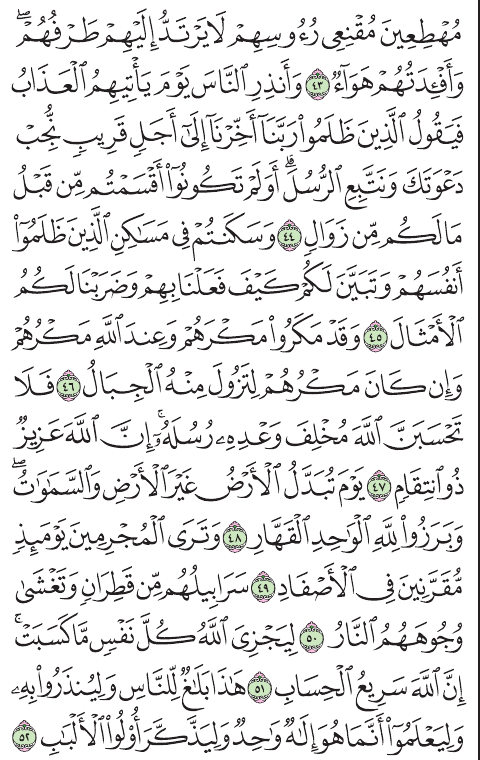 مُهْطِعِينَ مُقْنِعِى رُءُوسِهِمْ لَا يَرْتَدُّ إِلَيْهِمْ طَرْفُهُمْ ۖ
وَأَفْـِٔدَتُهُمْ هَوَآءٌ ٤٣ وَأَنذِرِ ٱلنَّاسَ يَوْمَ يَأْتِيهِمُ ٱلْعَذَابُ
فَيَقُولُ ٱلَّذِينَ ظَلَمُوا۟ رَبَّنَآ أَخِّرْنَآ إِلَىٰٓ أَجَلٍ قَرِيبٍ نُّجِبْ
دَعْوَتَكَ وَنَتَّبِعِ ٱلرُّسُلَ ۗ أَوَلَمْ تَكُونُوٓا۟ أَقْسَمْتُم مِّن قَبْلُ
مَا لَكُم مِّن زَوَالٍ ٤٤ وَسَكَنتُمْ فِى مَسَـٰكِنِ ٱلَّذِينَ ظَلَمُوٓا۟
أَنفُسَهُمْ وَتَبَيَّنَ لَكُمْ كَيْفَ فَعَلْنَا بِهِمْ وَضَرَبْنَا لَكُمُ
ٱلْأَمْثَالَ ٤٥ وَقَدْ مَكَرُوا۟ مَكْرَهُمْ وَعِندَ ٱللَّهِ مَكْرُهُمْ
وَإِن كَانَ مَكْرُهُمْ لِتَزُولَ مِنْهُ ٱلْجِبَالُ ٤٦ فَلَا
تَحْسَبَنَّ ٱللَّهَ مُخْلِفَ وَعْدِهِۦ رُسُلَهُۥٓ ۚ إِنَّ ٱللَّهَ عَزِيزٌ
ذُو ٱنتِقَامٍ ٤٧ يَوْمَ تُبَدَّلُ ٱلْأَرْضُ غَيْرَ ٱلْأَرْضِ وَٱلسَّمَـٰوَٰتُ ۖ
وَبَرَزُوا۟ لِلَّهِ ٱلْوَٰحِدِ ٱلْقَهَّارِ ٤٨ وَتَرَى ٱلْمُجْرِمِينَ يَوْمَئِذٍ
مُّقَرَّنِينَ فِى ٱلْأَصْفَادِ ٤٩ سَرَابِيلُهُم مِّن قَطِرَانٍ وَتَغْشَىٰ
وُجُوهَهُمُ ٱلنَّارُ ٥٠ لِيَجْزِىَ ٱللَّهُ كُلَّ نَفْسٍ مَّا كَسَبَتْ ۚ
إِنَّ ٱللَّهَ سَرِيعُ ٱلْحِسَابِ ٥١ هَـٰذَا بَلَـٰغٌ لِّلنَّاسِ وَلِيُنذَرُوا۟ بِهِۦ
وَلِيَعْلَمُوٓا۟ أَنَّمَا هُوَ إِلَـٰهٌ وَٰحِدٌ وَلِيَذَّكَّرَ أُو۟لُوا۟ ٱلْأَلْبَـٰبِ ٥٢